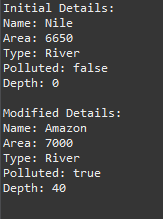 Initial Details:
Name: Nile
Area: 6650
Type: River
Polluted: false
Depth: 0

Modified Details:
Name: Amazon
Area: 7000
Type: River
Polluted: true
Depth: 40